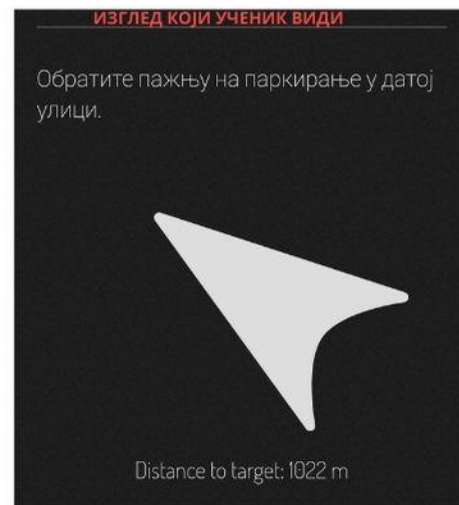 ИЗГЛЕД КОЈИ УЧЕНИК ВИДИ
Обратите пажњу на паркирање у датој
улици.
Distance to target: 1022 m